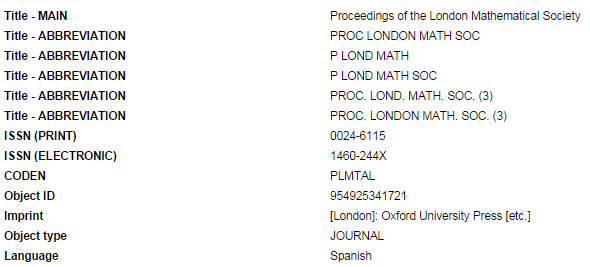 Title - MAIN Proceedings of the London Mathematical Society
Title - ABBREVIATION PROC LONDON MATH SOC
Title - ABBREVIATION P LOND MATH
Title - ABBREVIATION P LOND MATH SOC
Title - ABBREVIATION PROC. LOND. MATH. SOC. (3)
Title - ABBREVIATION PROC. LONDON MATH. SOC. (3)
ISSN (PRINT) 0024-6115
ISSN (ELECTRONIC) 1460-244X
CODEN PLMTAL
Object ID 954925341721
Imprint [London]: Oxford University Press [etc.]
Object type JOURNAL
Language Spanish